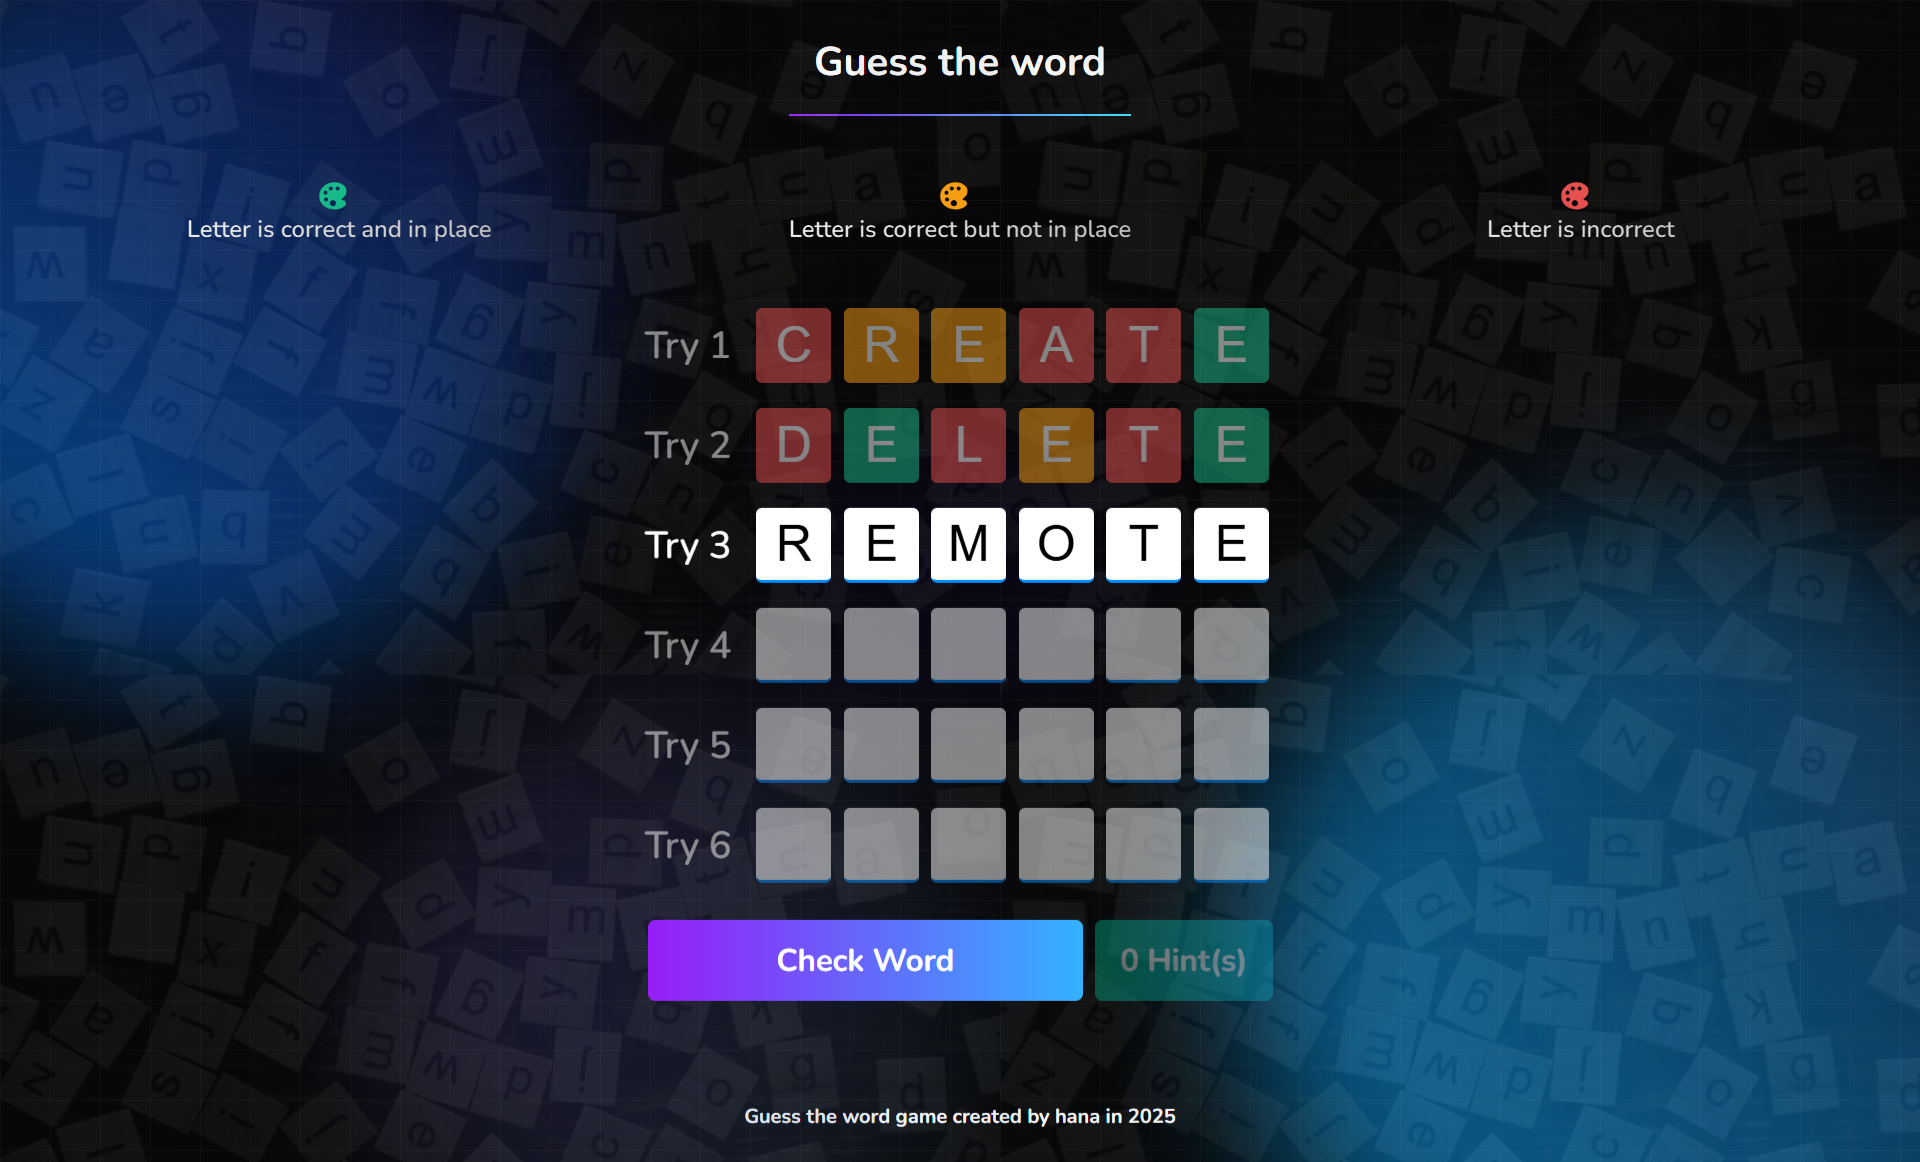 Guess the word
Letter is correct and in place
Letter is correct but not in place
Letter is incorrect
Try 1 C R E A T E
Try 2 D E L E T E
Try 3 R E M O T E
Try 4
Try 5
Try 6
Check Word
0 Hint(s)
Guess the word game created by hana in 2025